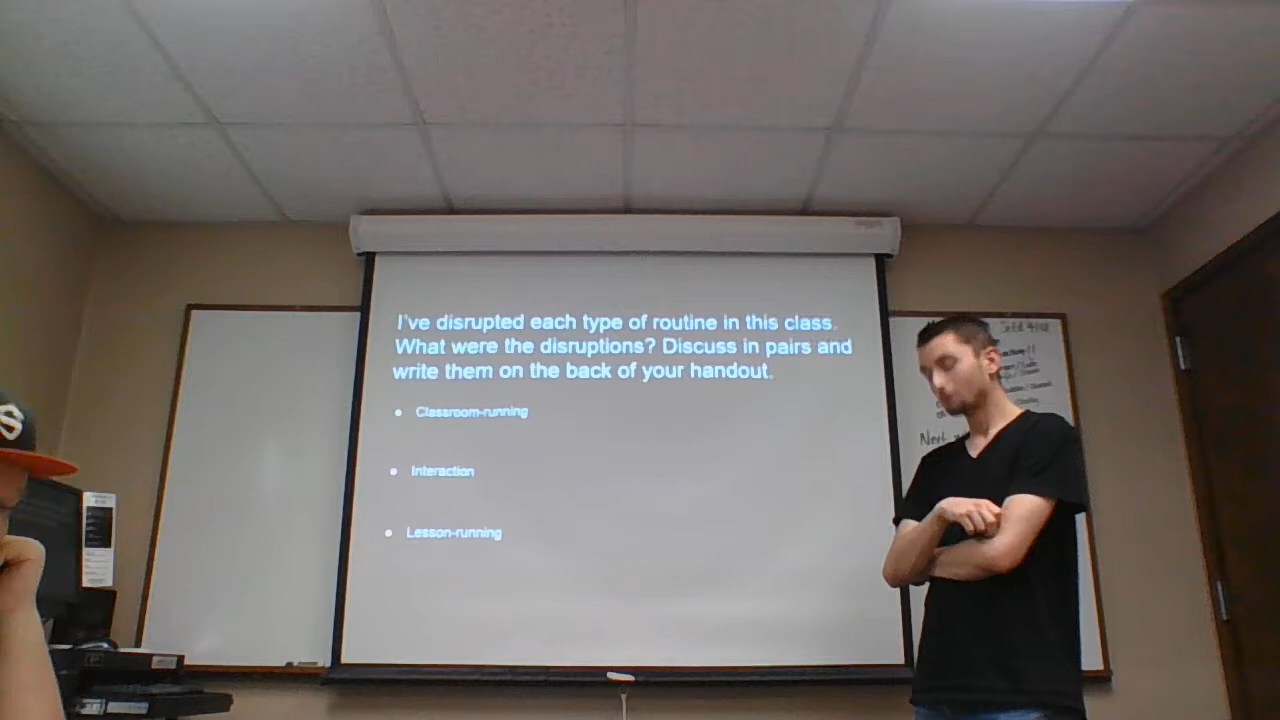 I've disrupted each type of routine in this class.
What were the disruptions? Discuss in pairs and
write them on the back of your handout.
Classroom-running
Interaction
Lesson-running